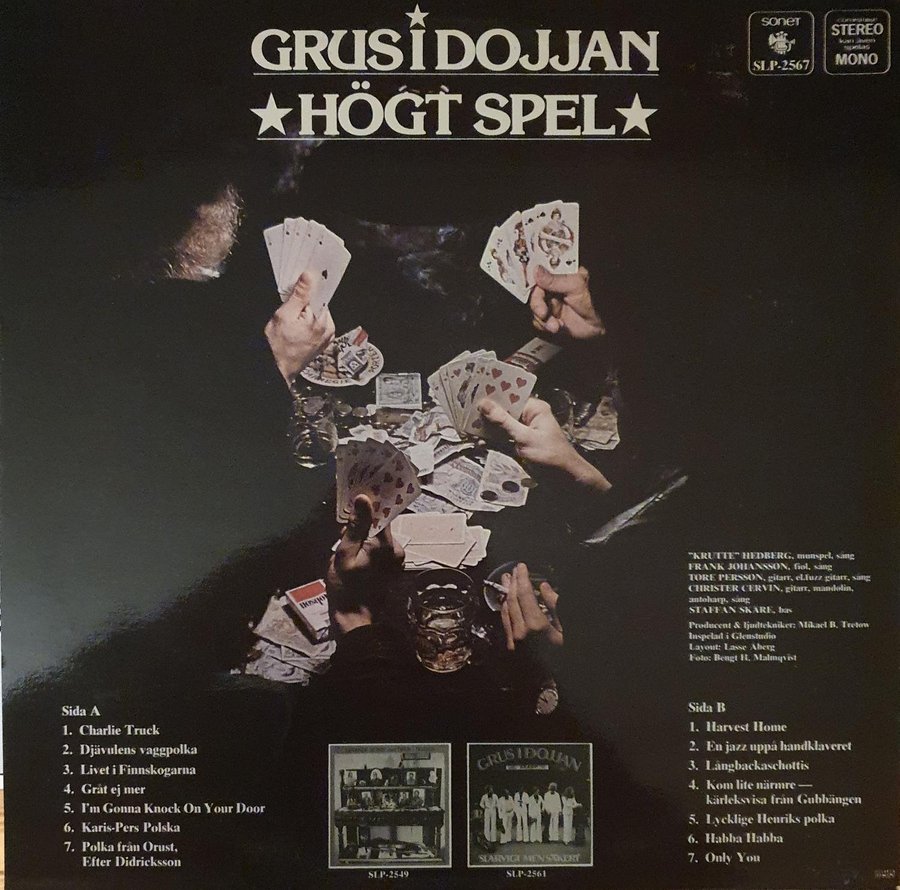 GRUS I DOJJAN
HÖGT SPEL
SONET
SLP-2567
STEREO
kan även
spelas
MONO
"KRUTTE" HEDBERG, munspel, sång
FRANK JOHANSSON, fiol, sång
TORE PERSSON, gitarr, el.fuzz gitarr, sång
CHRISTER CERVIN, gitarr, mandolin,
autoharp, sång
STAFFAN SKÅRE, bas
Producent & ljudtekniker: Mikael B. Tretow
Inspelad i Glenstudio
Layout: Lasse Åberg
Foto: Bengt H. Malmqvist
Sida A
1. Charlie Truck
2. Djävulens vaggpolka
3. Livet i Finnskogarna
4. Gråt ej mer
5. I'm Gonna Knock On Your Door
6. Karis-Pers Polska
7. Polka från Orust,
Efter Didricksson
SLP-2549
GRUS I DOJJAN
SLARVIGT MEN SÄKERT
SLP-2561
Sida B
1. Harvest Home
2. En jazz uppå handklaveret
3. Långbackaschottis
4. Kom lite närmre —
kärleksvisa från Gubbängen
5. Lycklige Henriks polka
6. Habba Habba
7. Only You